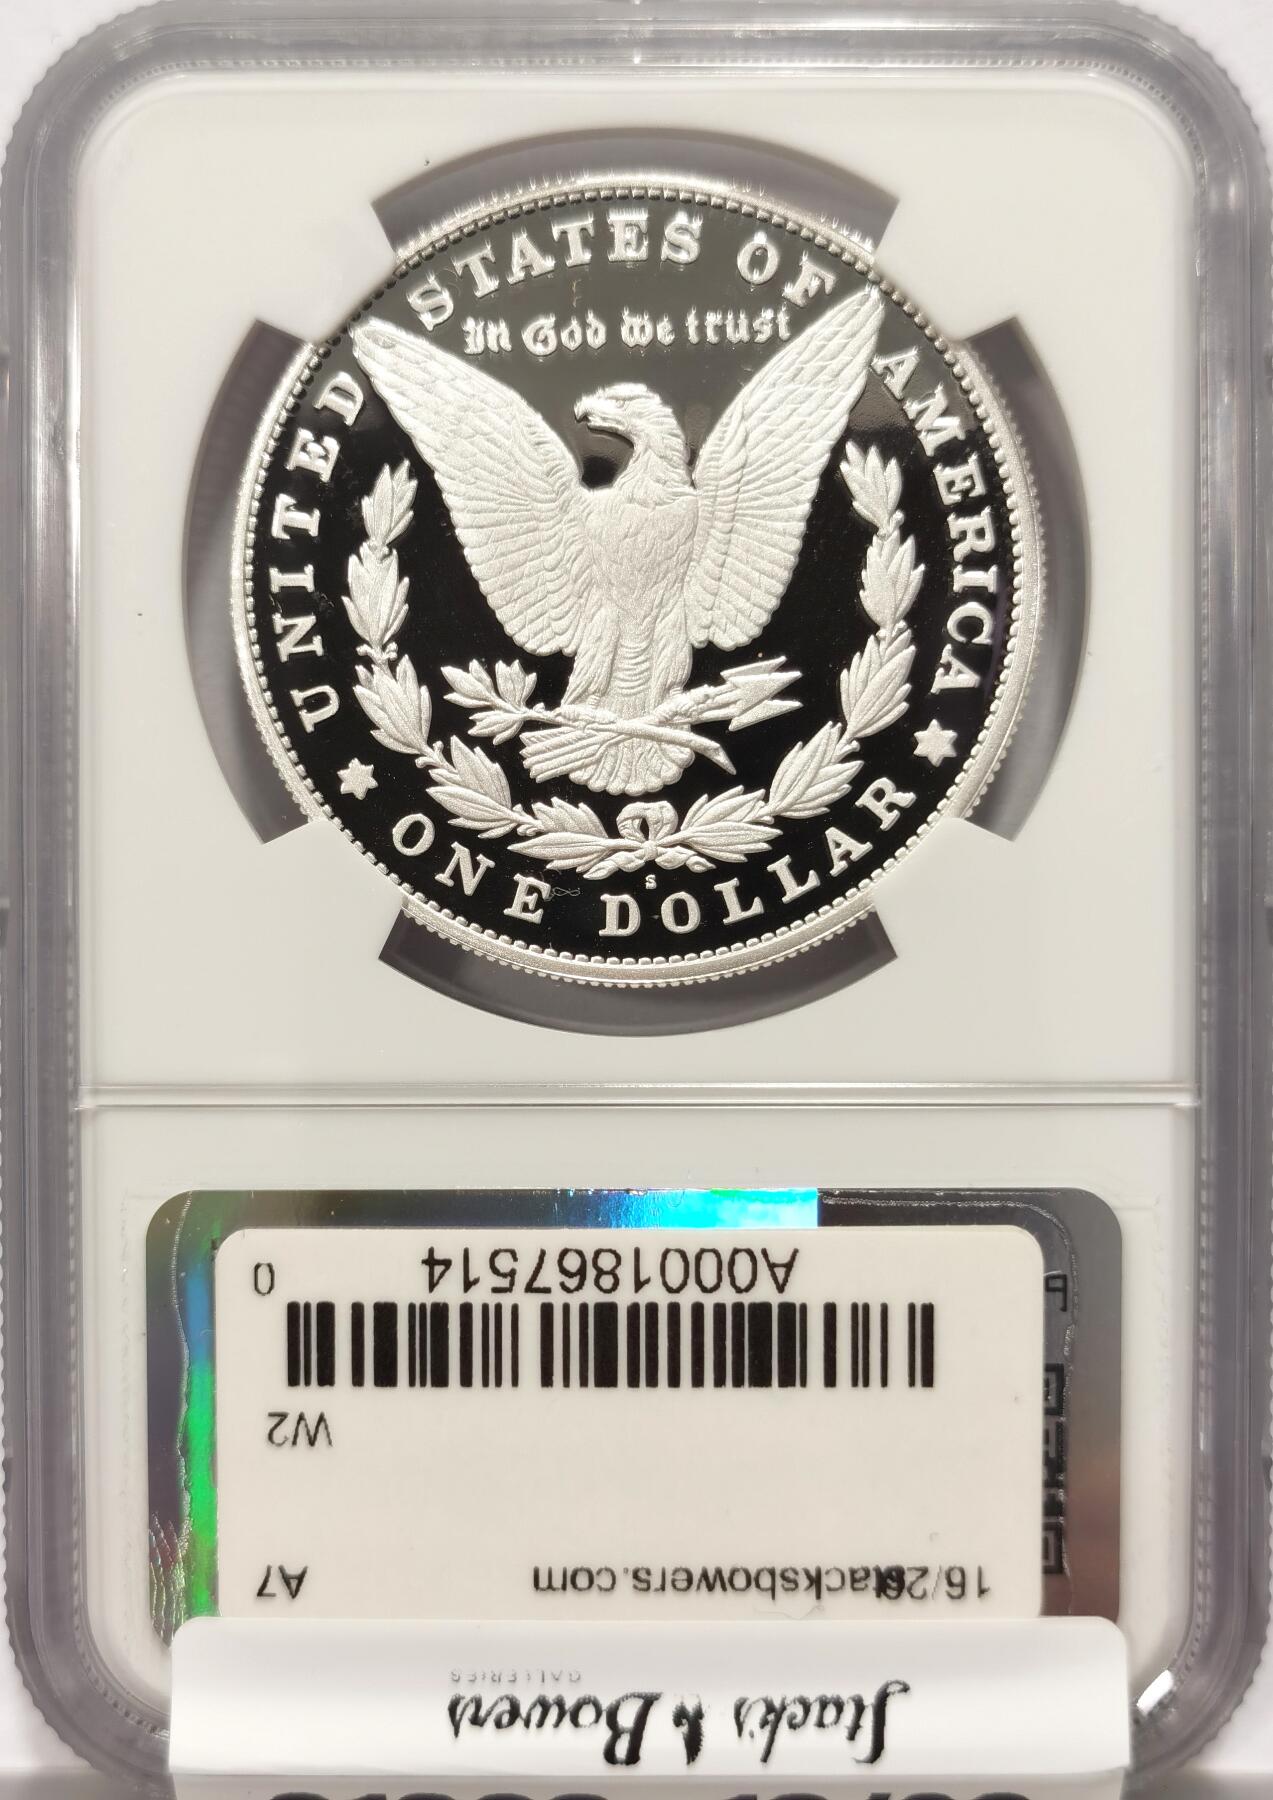 UNITED STATES OF AMERICA
In God we trust
S
ONE DOLLAR
A0001867514
0
W2
A7
16/26
stacksbowers.com
Stack's Bowers
GALLERIES